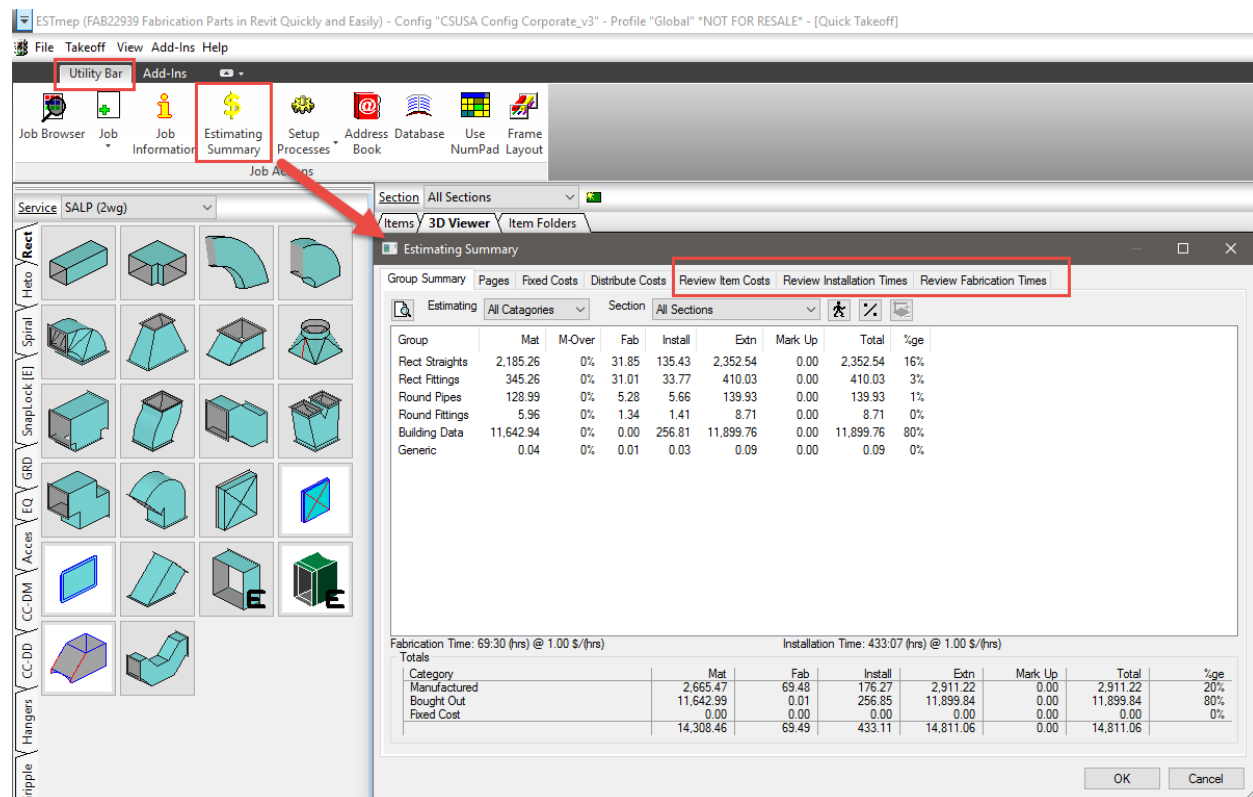 ESTmep (FAB22939 Fabrication Parts in Revit Quickly and Easily) - Config "CSUSA Config Corporate_v3" - Profile "Global" *NOT FOR RESALE* - [Quick Takeoff]
File Takeoff View Add-Ins Help
Utility Bar Add-Ins
Job Browser Job Job Information Estimating Summary Setup Processes Address Book Database Use NumPad Frame Layout
Job Actions
Service SALP (2wg)
Section All Sections
Items 3D Viewer Item Folders
Rect
Heto
Spiral
SnapLock [E]
GRD
EQ
Acces
CC-DM
CC-DD
Hangers
E
E
Estimating Summary
Group Summary Pages Fixed Costs Distribute Costs Review Item Costs Review Installation Times Review Fabrication Times
Estimating All Catagories Section All Sections
Group Mat M-Over Fab Install Extn Mark Up Total %ge
Rect Straights 2,185.26 0% 31.85 135.43 2,352.54 0.00 2,352.54 16%
Rect Fittings 345.26 0% 31.01 33.77 410.03 0.00 410.03 3%
Round Pipes 128.99 0% 5.28 5.66 139.93 0.00 139.93 1%
Round Fittings 5.96 0% 1.34 1.41 8.71 0.00 8.71 0%
Building Data 11,642.94 0% 0.00 256.81 11,899.76 0.00 11,899.76 80%
Generic 0.04 0% 0.01 0.03 0.09 0.00 0.09 0%
Fabrication Time: 69:30 (hrs) @ 1.00 $/(hrs) Installation Time: 433:07 (hrs) @ 1.00 $/(hrs)
Totals
Category Mat Fab Install Extn Mark Up Total %ge
Manufactured 2,665.47 69.48 176.27 2,911.22 0.00 2,911.22 20%
Bought Out 11,642.99 0.01 256.85 11,899.84 0.00 11,899.84 80%
Fixed Cost 0.00 0.00 0.00 0.00 0.00 0.00 0%
14,308.46 69.49 433.11 14,811.06 0.00 14,811.06
OK Cancel